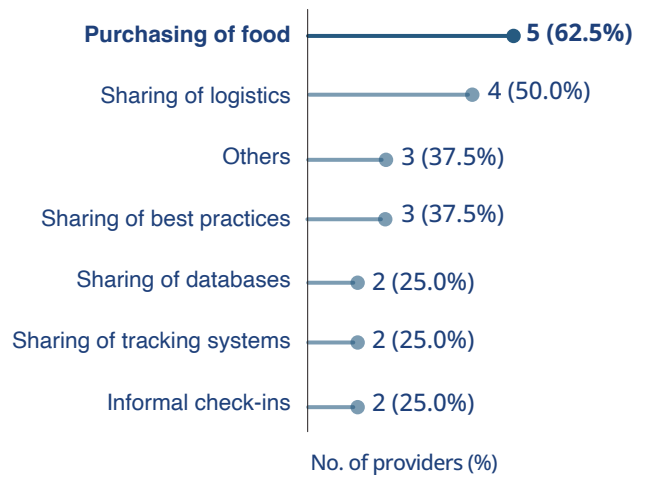 Purchasing of food 5 (62.5%)
Sharing of logistics 4 (50.0%)
Others 3 (37.5%)
Sharing of best practices 3 (37.5%)
Sharing of databases 2 (25.0%)
Sharing of tracking systems 2 (25.0%)
Informal check-ins 2 (25.0%)
No. of providers (%)